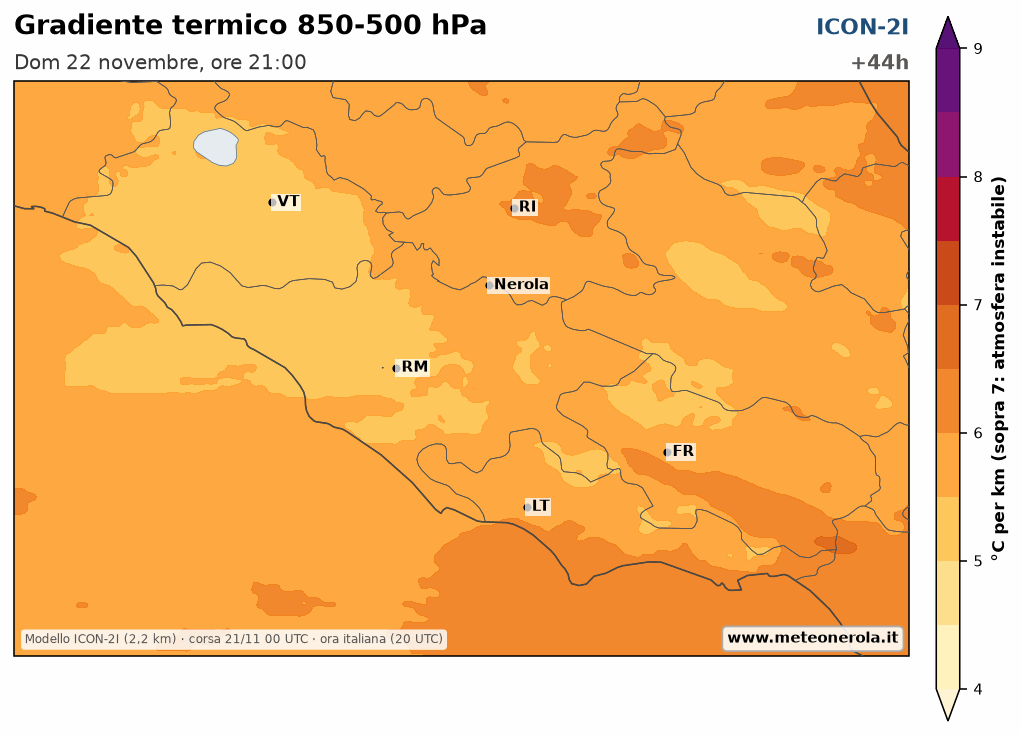 Gradiente termico 850-500 hPa
ICON-2I
Dom 22 novembre, ore 21:00
+44h
VT
RI
Nerola
RM
FR
LT
Modello ICON-2I (2,2 km) · corsa 21/11 00 UTC · ora italiana (20 UTC)
www.meteonerola.it
9
8
7
6
5
4
°C per km (sopra 7: atmosfera instabile)